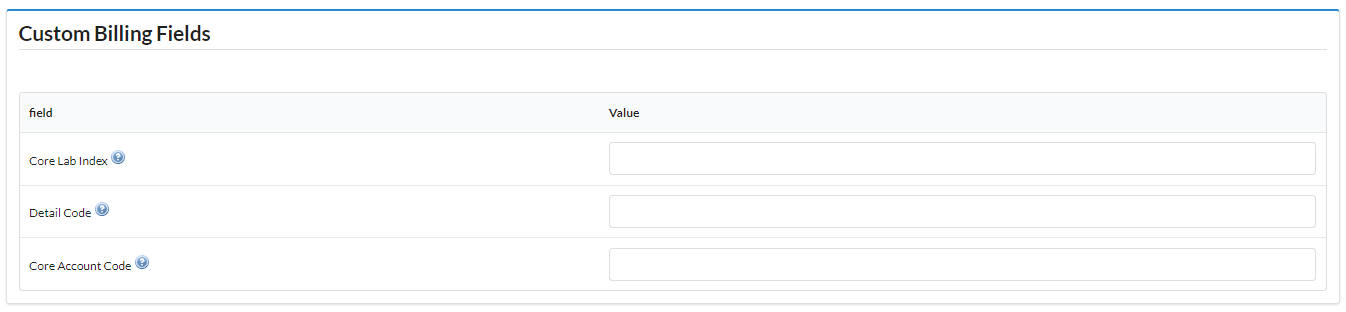 Custom Billing Fields
field Value
Core Lab Index ?
Detail Code ?
Core Account Code ?